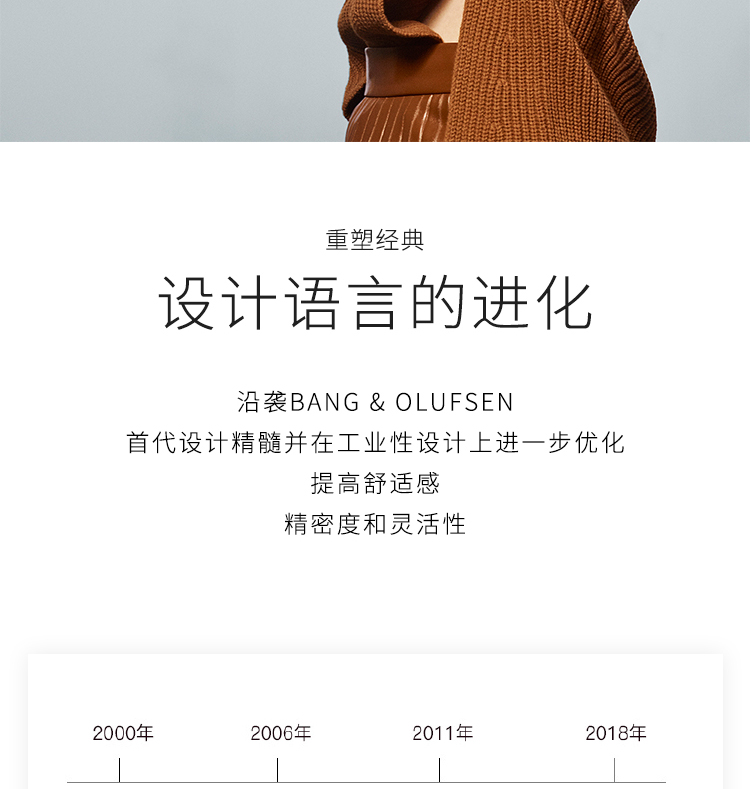 重塑经典
设计语言的进化
沿袭BANG & OLUFSEN
首代设计精髓并在工业性设计上进一步优化
提高舒适感
精密度和灵活性
2000年 2006年 2011年 2018年